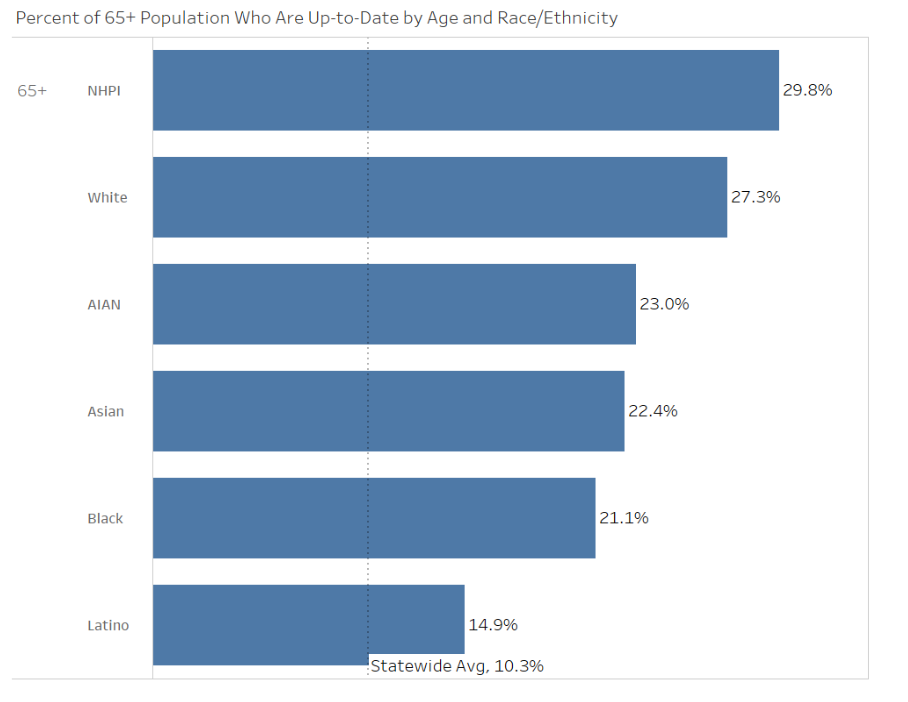 Percent of 65+ Population Who Are Up-to-Date by Age and Race/Ethnicity
65+ NHPI 29.8%
White 27.3%
AIAN 23.0%
Asian 22.4%
Black 21.1%
Latino 14.9%
Statewide Avg, 10.3%